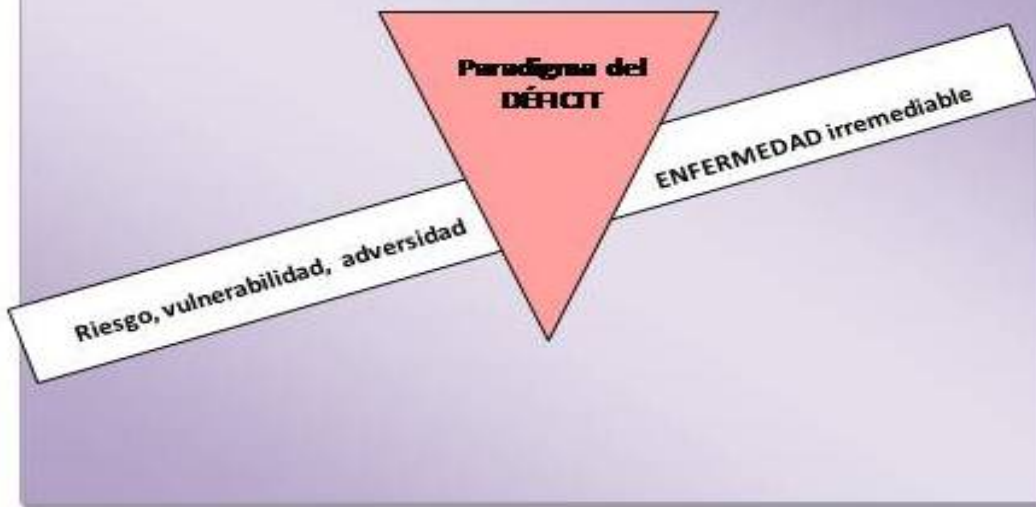 Paradigma del
DÉFICIT
Riesgo, vulnerabilidad, adversidad
ENFERMEDAD irremediable